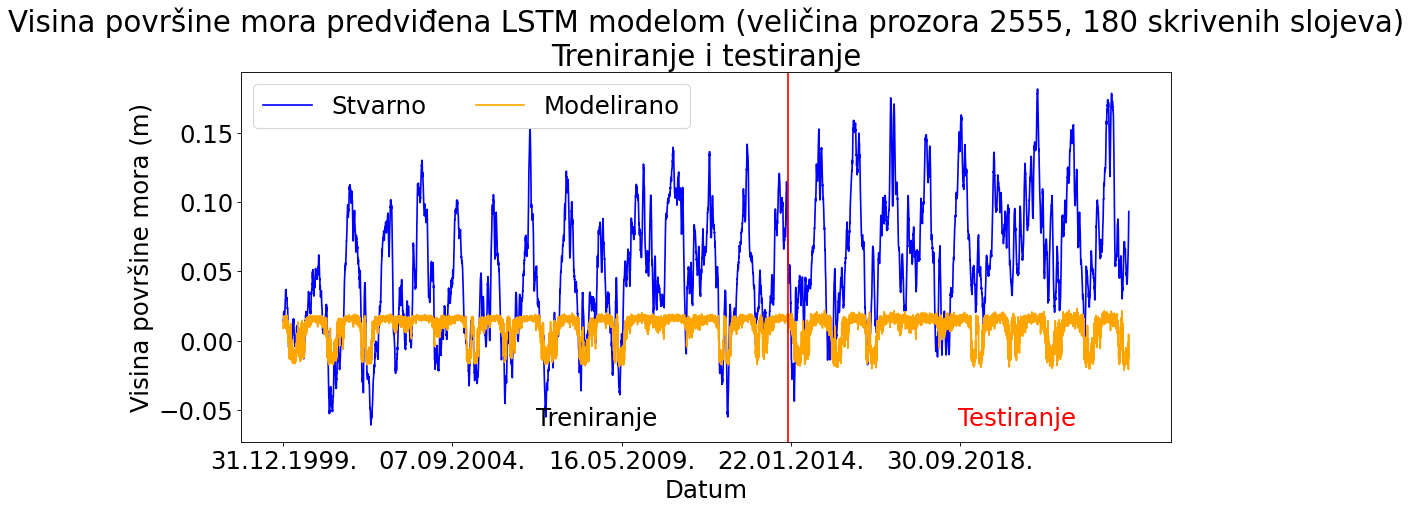 Visina površine mora predviđena LSTM modelom (veličina prozora 2555, 180 skrivenih slojeva)
Treniranje i testiranje
Stvarno
Modelirano
Visina površine mora (m)
0.15
0.10
0.05
0.00
−0.05
Treniranje
Testiranje
31.12.1999.
07.09.2004.
16.05.2009.
22.01.2014.
30.09.2018.
Datum